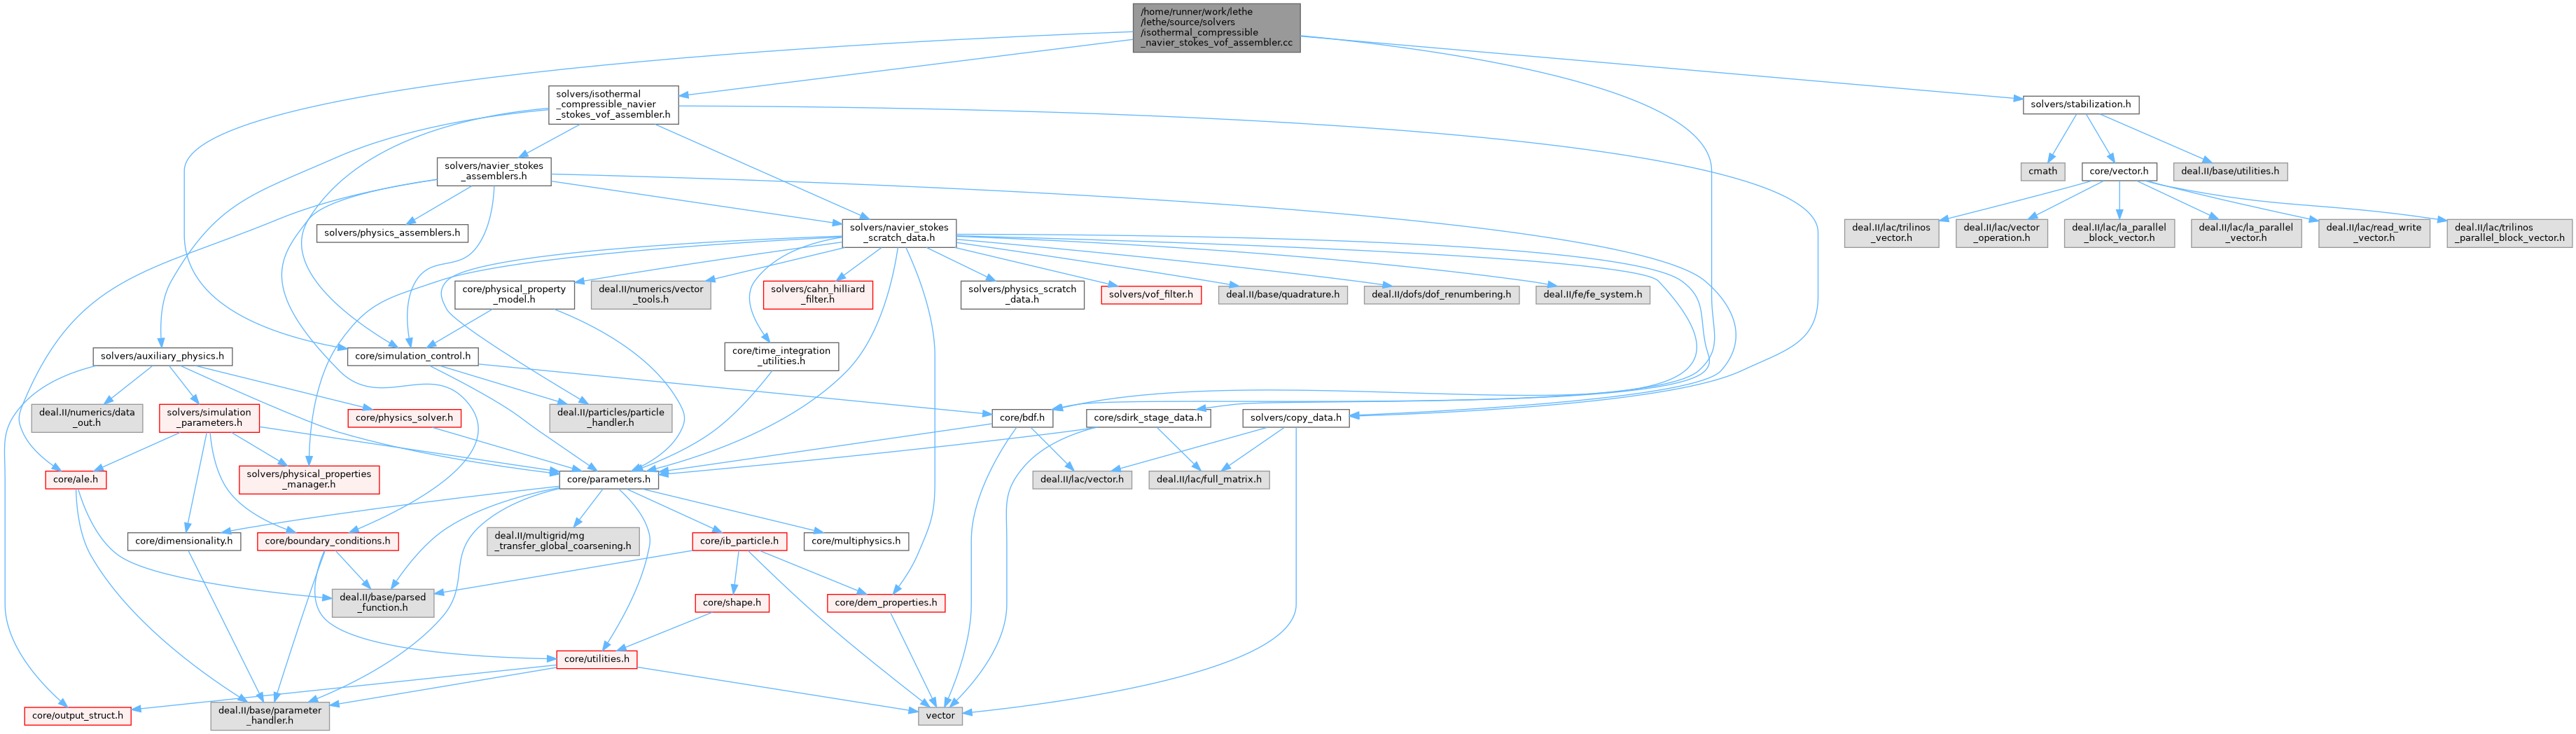 /home/runner/work/lethe
/lethe/source/solvers
/isothermal_compressible
_navier_stokes_vof_assembler.cc
solvers/isothermal
_compressible_navier
_stokes_vof_assembler.h
solvers/stabilization.h
solvers/navier_stokes
_assemblers.h
cmath
core/vector.h
deal.II/base/utilities.h
solvers/physics_assemblers.h
solvers/navier_stokes
_scratch_data.h
deal.II/lac/trilinos
_vector.h
deal.II/lac/vector
_operation.h
deal.II/lac/la_parallel
_block_vector.h
deal.II/lac/la_parallel
_vector.h
deal.II/lac/read_write
_vector.h
deal.II/lac/trilinos
_parallel_block_vector.h
core/physical_property
_model.h
deal.II/numerics/vector
_tools.h
solvers/cahn_hilliard
_filter.h
solvers/physics_scratch
_data.h
solvers/vof_filter.h
deal.II/base/quadrature.h
deal.II/dofs/dof_renumbering.h
deal.II/fe/fe_system.h
solvers/auxiliary_physics.h
core/simulation_control.h
core/time_integration
_utilities.h
deal.II/numerics/data
_out.h
solvers/simulation
_parameters.h
core/physics_solver.h
deal.II/particles/particle
_handler.h
core/bdf.h
core/sdirk_stage_data.h
solvers/copy_data.h
core/ale.h
solvers/physical_properties
_manager.h
core/parameters.h
deal.II/lac/vector.h
deal.II/lac/full_matrix.h
core/dimensionality.h
core/boundary_conditions.h
deal.II/multigrid/mg
_transfer_global_coarsening.h
core/ib_particle.h
core/multiphysics.h
deal.II/base/parsed
_function.h
core/shape.h
core/dem_properties.h
core/utilities.h
core/output_struct.h
deal.II/base/parameter
_handler.h
vector